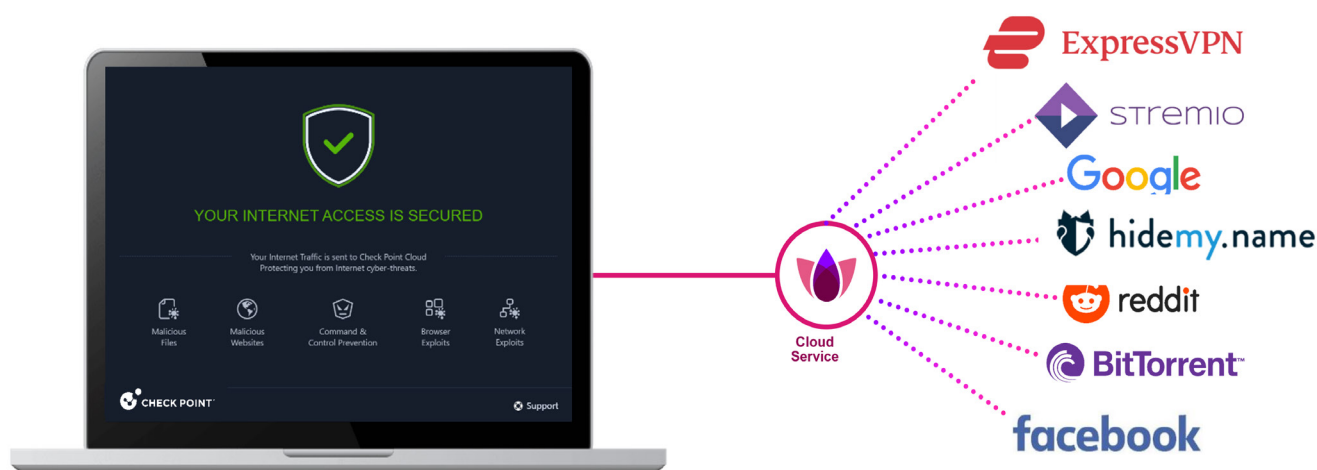 YOUR INTERNET ACCESS IS SECURED
Your Internet Traffic is sent to Check Point Cloud
Protecting you from Internet cyber-threats.
Malicious
Files
Malicious
Websites
Command &
Control Prevention
Browser
Exploits
Network
Exploits
CHECK POINT
Support
Cloud
Service
ExpressVPN
STremio
Google
hidemy.name
reddit
BitTorrent™
facebook